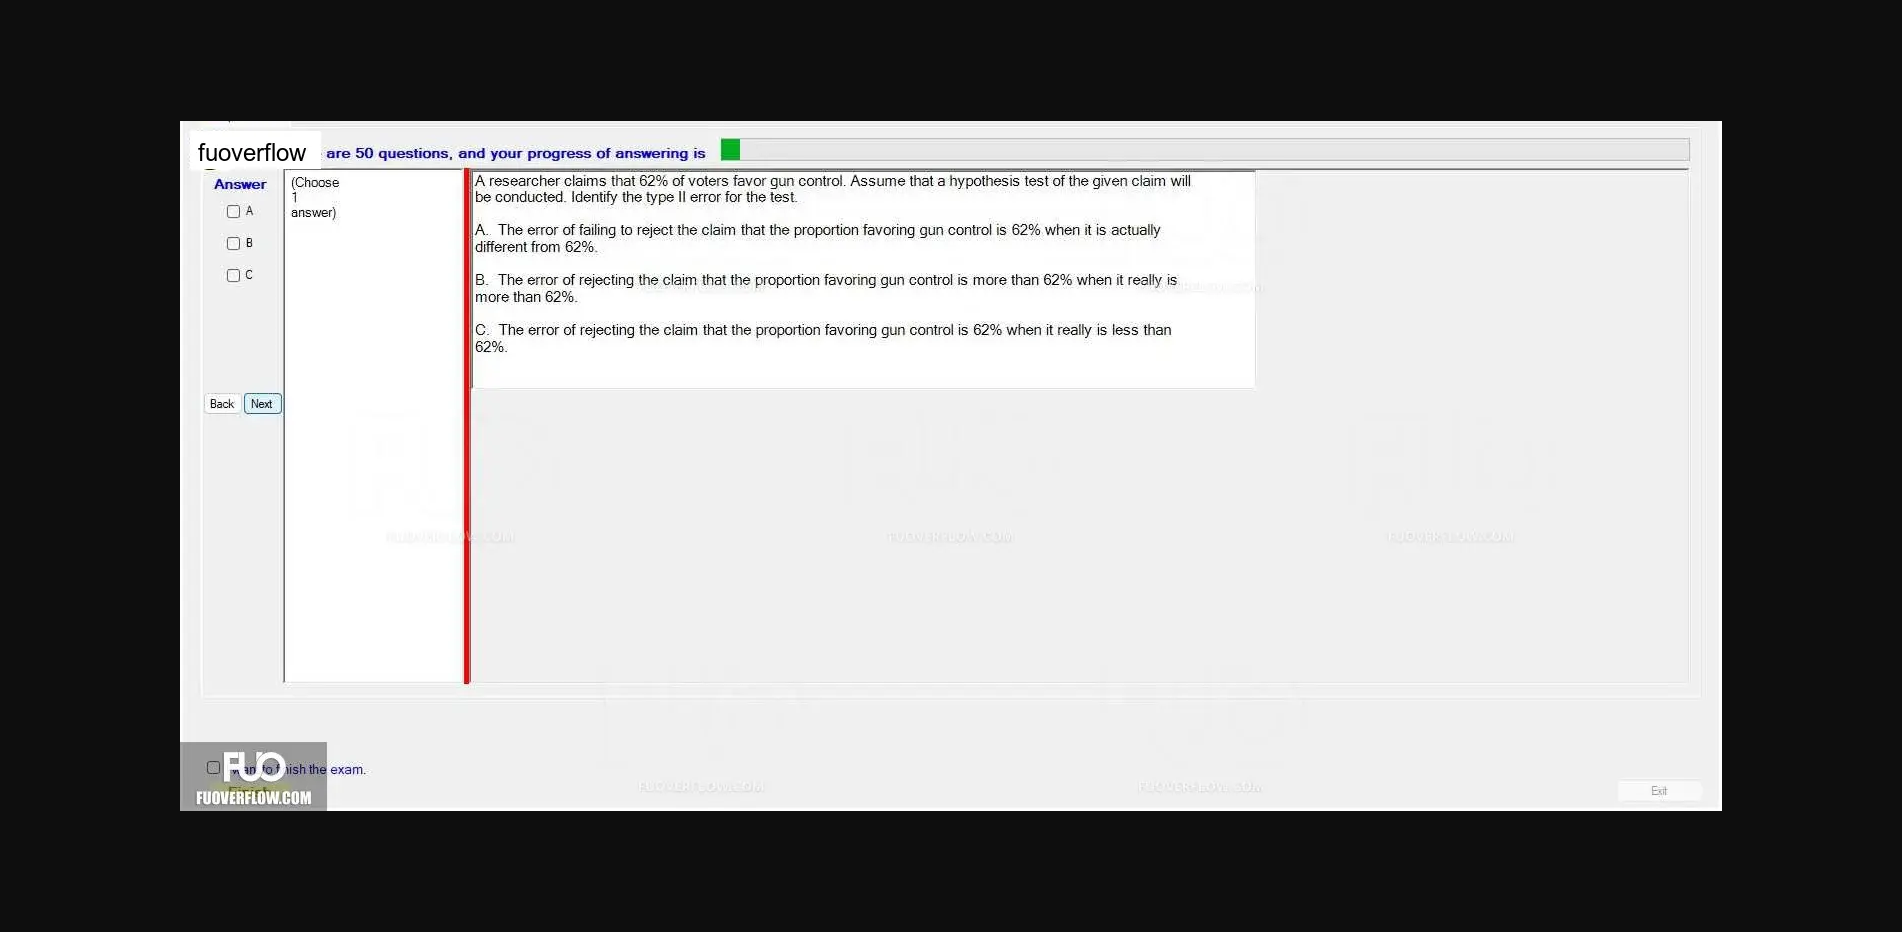 fuoverflow are 50 questions, and your progress of answering is
Answer
A
B
C
Back Next
(Choose
1
answer)
A researcher claims that 62% of voters favor gun control. Assume that a hypothesis test of the given claim will
be conducted. Identify the type II error for the test.
A. The error of failing to reject the claim that the proportion favoring gun control is 62% when it is actually
different from 62%.
B. The error of rejecting the claim that the proportion favoring gun control is more than 62% when it really is
more than 62%.
C. The error of rejecting the claim that the proportion favoring gun control is 62% when it really is less than
62%.
FUOVERFLOW.COM FUOVERFLOW.COM FUOVERFLOW.COM
FUO
to finish the exam.
FUOVERFLOW.COM
FUOVERFLOW.COM FUOVERFLOW.COM
Exit